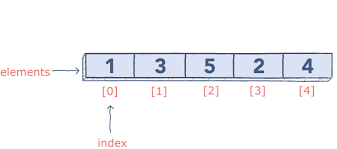 elements 1 3 5 2 4
[0] [1] [2] [3] [4]
index